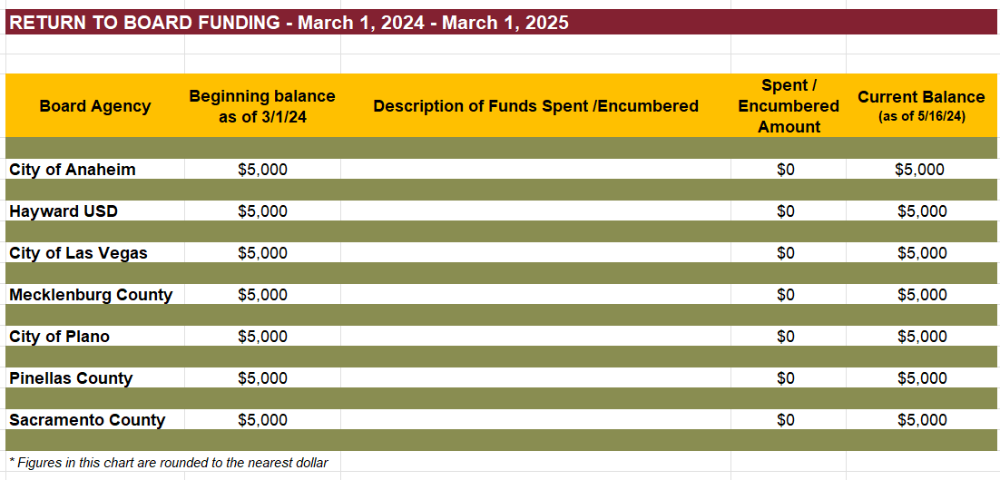 RETURN TO BOARD FUNDING - March 1, 2024 - March 1, 2025
Board Agency Beginning balance as of 3/1/24 Description of Funds Spent /Encumbered Spent / Encumbered Amount Current Balance (as of 5/16/24)
City of Anaheim $5,000 $0 $5,000
Hayward USD $5,000 $0 $5,000
City of Las Vegas $5,000 $0 $5,000
Mecklenburg County $5,000 $0 $5,000
City of Plano $5,000 $0 $5,000
Pinellas County $5,000 $0 $5,000
Sacramento County $5,000 $0 $5,000
* Figures in this chart are rounded to the nearest dollar